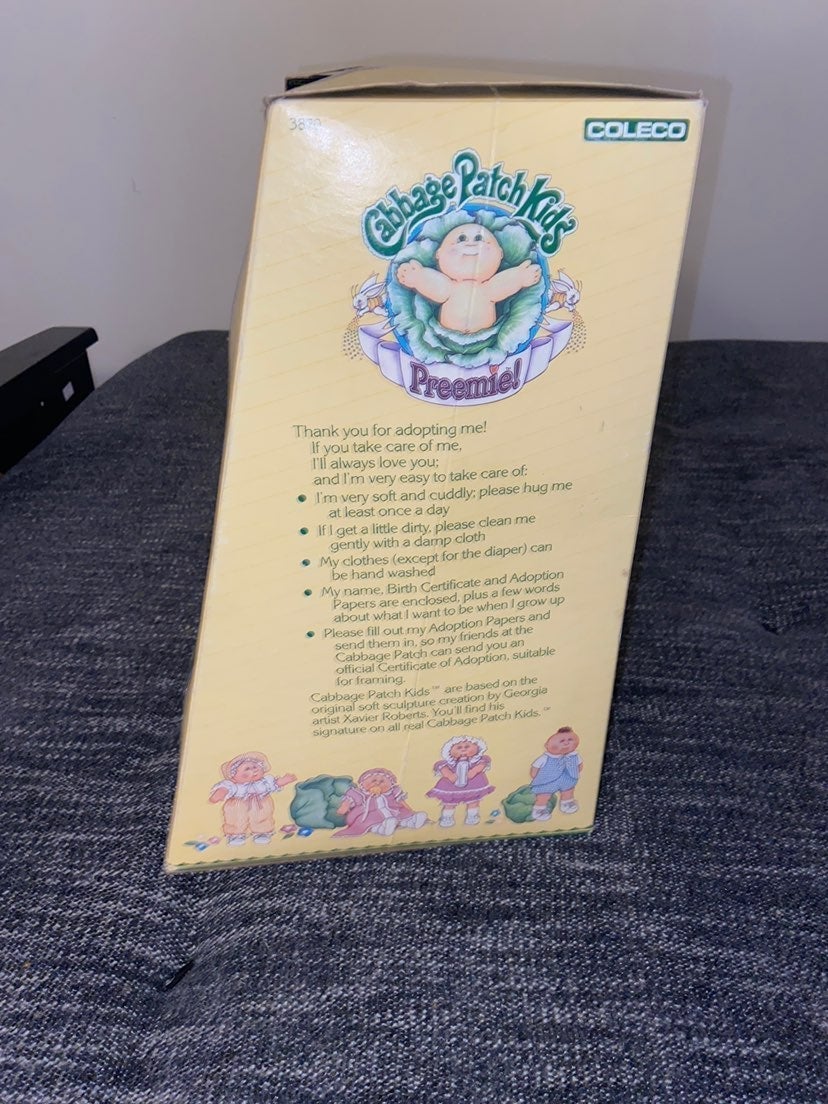 COLECO
Cabbage Patch Kids
Preemie!
Thank you for adopting me!
If you take care of me,
I'll always love you;
and I'm very easy to take care of:
• I'm very soft and cuddly; please hug me
at least once a day
• If I get a little dirty, please clean me
gently with a damp cloth
• My clothes (except for the diaper) can
be hand washed
• My name, Birth Certificate and Adoption
Papers are enclosed, plus a few words
about what I want to be when I grow up
• Please fill out my Adoption Papers and
send them in, so my friends at the
Cabbage Patch can send you an
official Certificate of Adoption, suitable
for framing.
Cabbage Patch Kids™ are based on the
original soft sculpture creation by Georgia
artist Xavier Roberts. You'll find his
signature on all real Cabbage Patch Kids.™